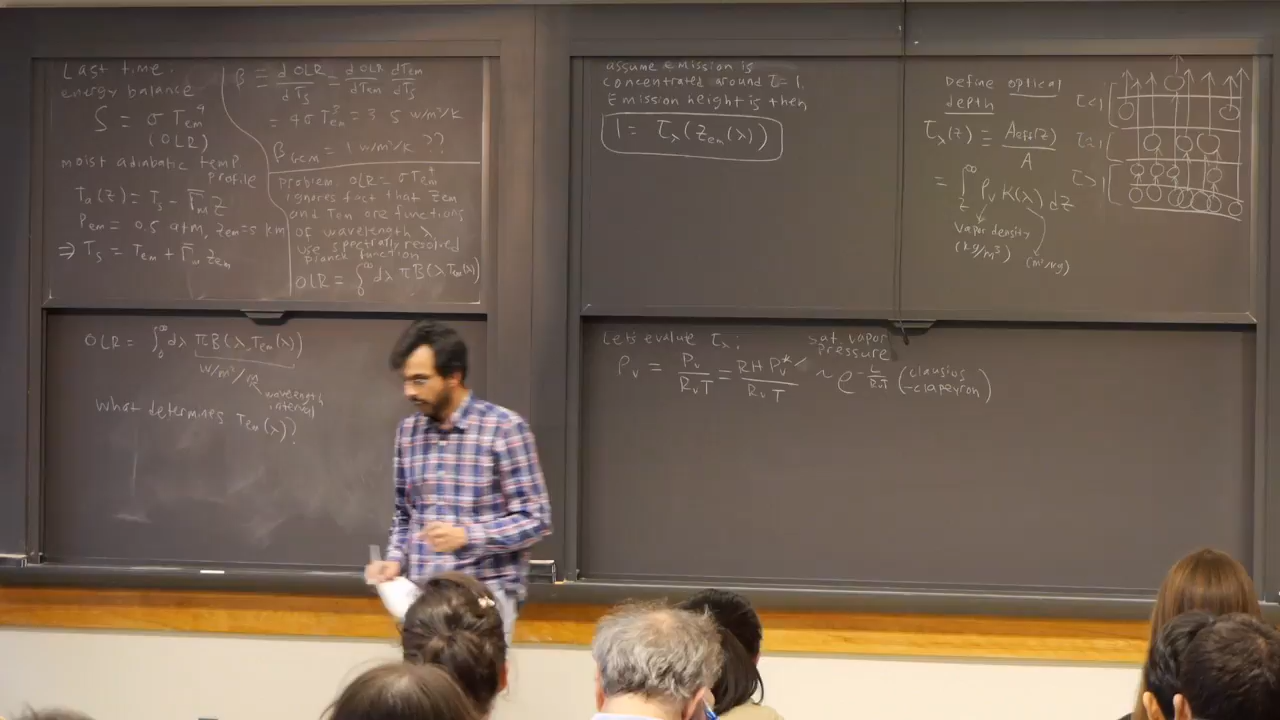 Last time:
energy balance
S = σ T_em^4
(OLR)
moist adiabatic temp.
profile
T_a(z) = T_s - Γ̄_m z
P_em = 0.5 atm, z_em = 5 km
⇒ T_s = T_em + Γ̄_m z_em
β ≡ dOLR/dT_s = dOLR/dT_em dT_em/dT_s
= 4σ T_em^3 = 3.5 W/m²/K
β_GCM = 1 W/m²/K ??
problem: OLR = σT_em^4
ignores fact that z_em
and T_em are functions
of wavelength λ
use spectrally resolved
planck function
OLR = ∫_0^∞ dλ πB(λ, T_em(λ))
OLR = ∫_0^∞ dλ πB(λ, T_em(λ))
W/m²/m
wavelength
interval
What determines T_em(λ)?
assume emission is
concentrated around τ=1.
Emission height is then,
1 = τ_λ(z_em(λ))
Define optical
depth
τ_λ(z) ≡ A_eff(z)/A
= ∫_z^∞ ρ_v K(λ) dz
vapor density
(kg/m³)
(m²/kg)
τ<1
τ=1
τ>1
Let's evaluate τ_λ:
sat. vapor
pressure
ρ_v = P_v/(R_v T) = RH P_v*/(R_v T)
~ e^(-L/(R_v T)) (clausius
-clapeyron)